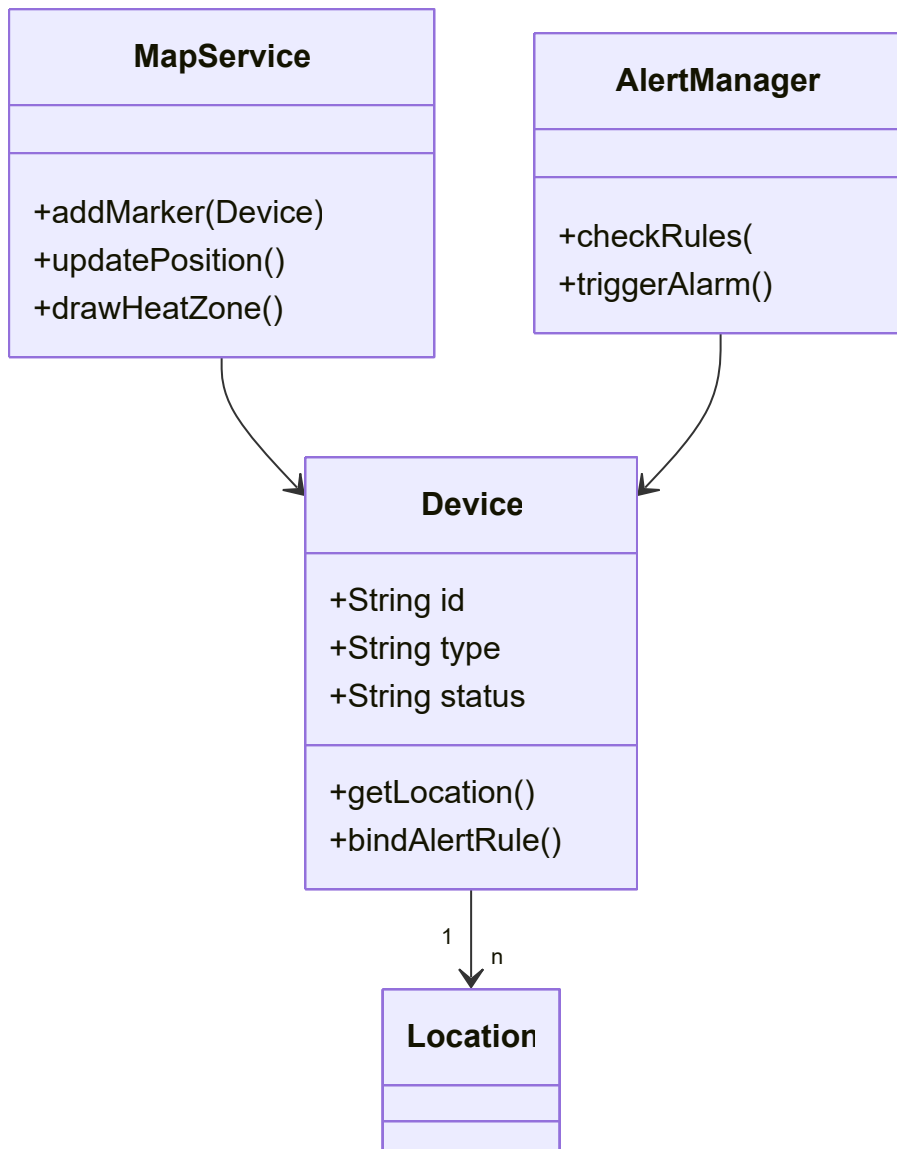 MapService
+addMarker(Device)
+updatePosition()
+drawHeatZone()
AlertManager
+checkRules(
+triggerAlarm()
Device
+String id
+String type
+String status
+getLocation()
+bindAlertRule()
1
n
Location